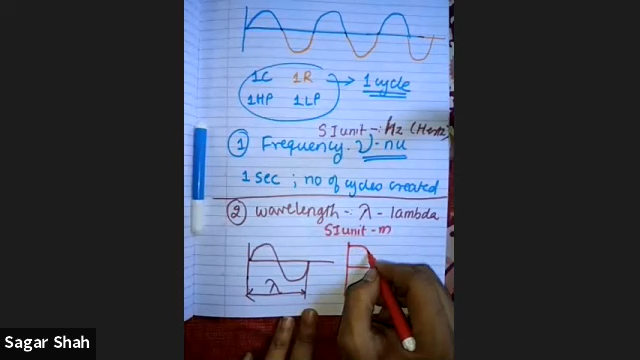 1C 1R → 1 cycle
1HP 1LP
SI unit -: hz (Hertz)
① Frequency. ν - nu
1 sec ; no of cycles created
② wavelength -: λ - lambda
SI unit - m
λ
Sagar Shah